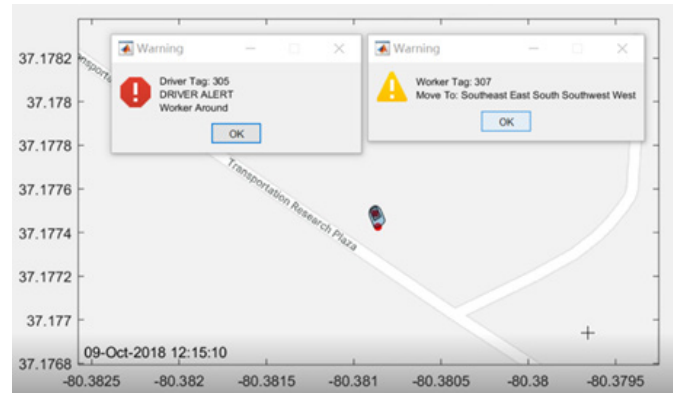 Warning
Driver Tag: 305
DRIVER ALERT
Worker Around
OK
Warning
Worker Tag: 307
Move To: Southeast East South Southwest West
OK
37.1782
37.178
37.1778
37.1776
37.1774
37.1772
37.177
37.1768
Transportation Research Plaza
09-Oct-2018 12:15:10
-80.3825
-80.382
-80.3815
-80.381
-80.3805
-80.38
-80.3795